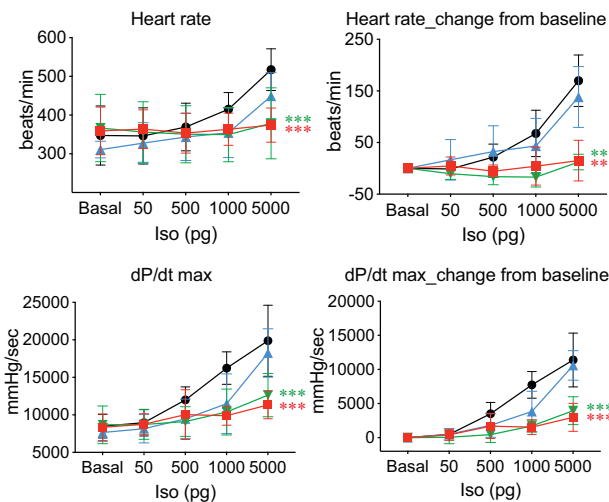 Heart rate
600
500
400
300
beats/min
***
***
Basal 50 500 1000 5000
Iso (pg)
Heart rate_change from baseline
250
150
50
-50
beats/min
**
**
Basal 50 500 1000 5000
Iso (pg)
dP/dt max
25000
20000
15000
10000
5000
mmHg/sec
***
***
Basal 50 500 1000 5000
Iso (pg)
dP/dt max_change from baseline
20000
15000
10000
5000
0
mmHg/sec
***
***
Basal 50 500 1000 5000
Iso (pg)